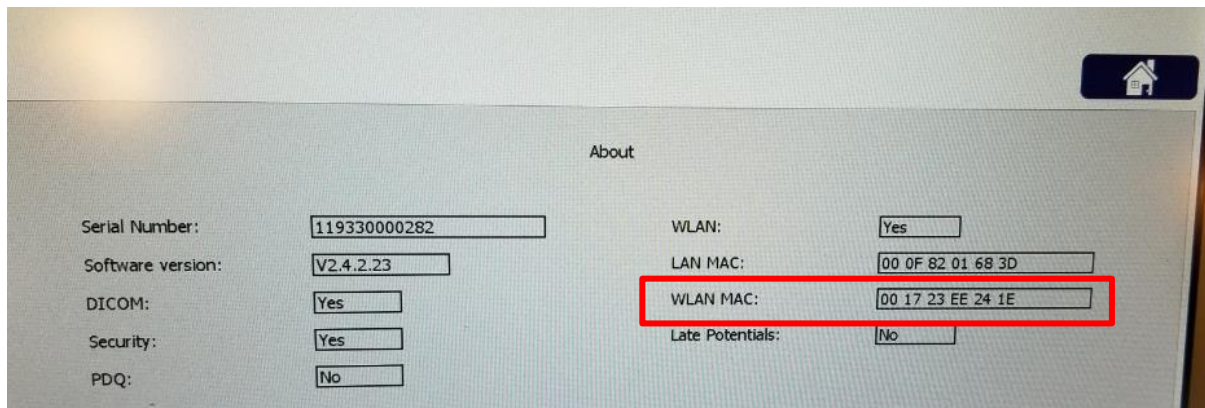 About
Serial Number: 119330000282
Software version: V2.4.2.23
DICOM: Yes
Security: Yes
PDQ: No
WLAN: Yes
LAN MAC: 00 0F 82 01 68 3D
WLAN MAC: 00 17 23 EE 24 1E
Late Potentials: No